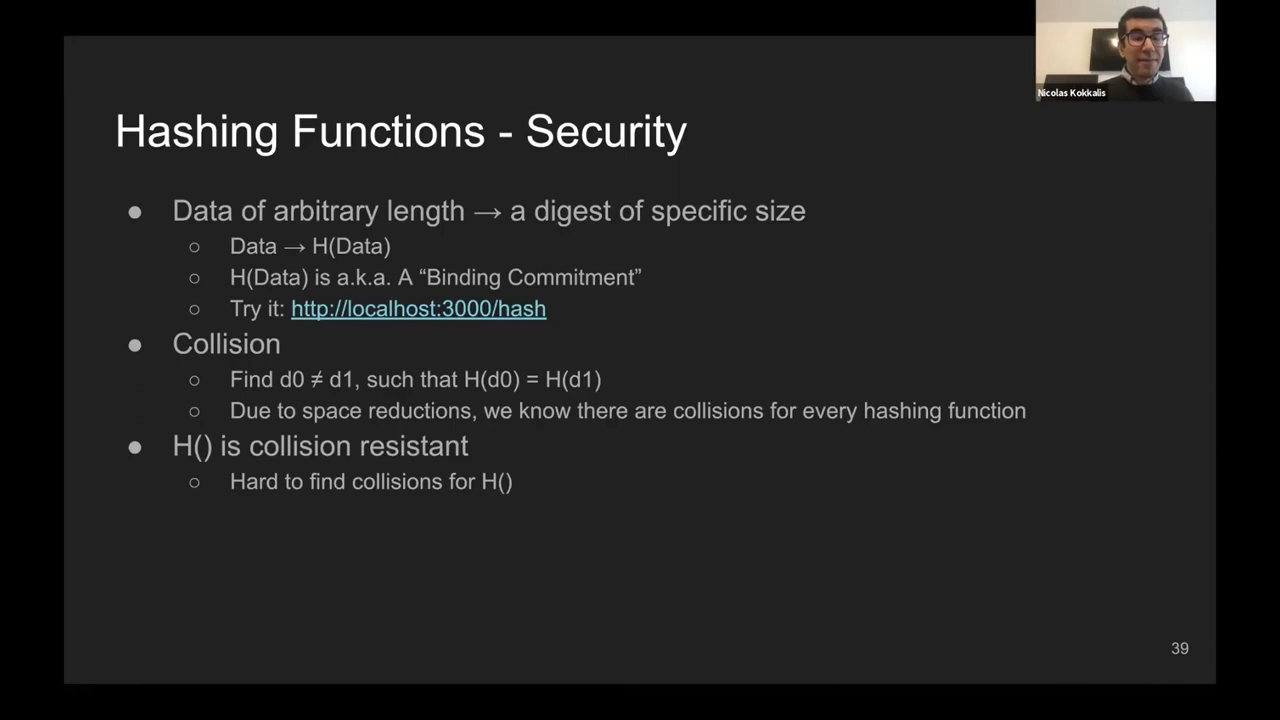 Nicolas Kokkalis
Hashing Functions - Security
● Data of arbitrary length → a digest of specific size
○ Data → H(Data)
○ H(Data) is a.k.a. A “Binding Commitment”
○ Try it: http://localhost:3000/hash
● Collision
○ Find d0 ≠ d1, such that H(d0) = H(d1)
○ Due to space reductions, we know there are collisions for every hashing function
● H() is collision resistant
○ Hard to find collisions for H()
39